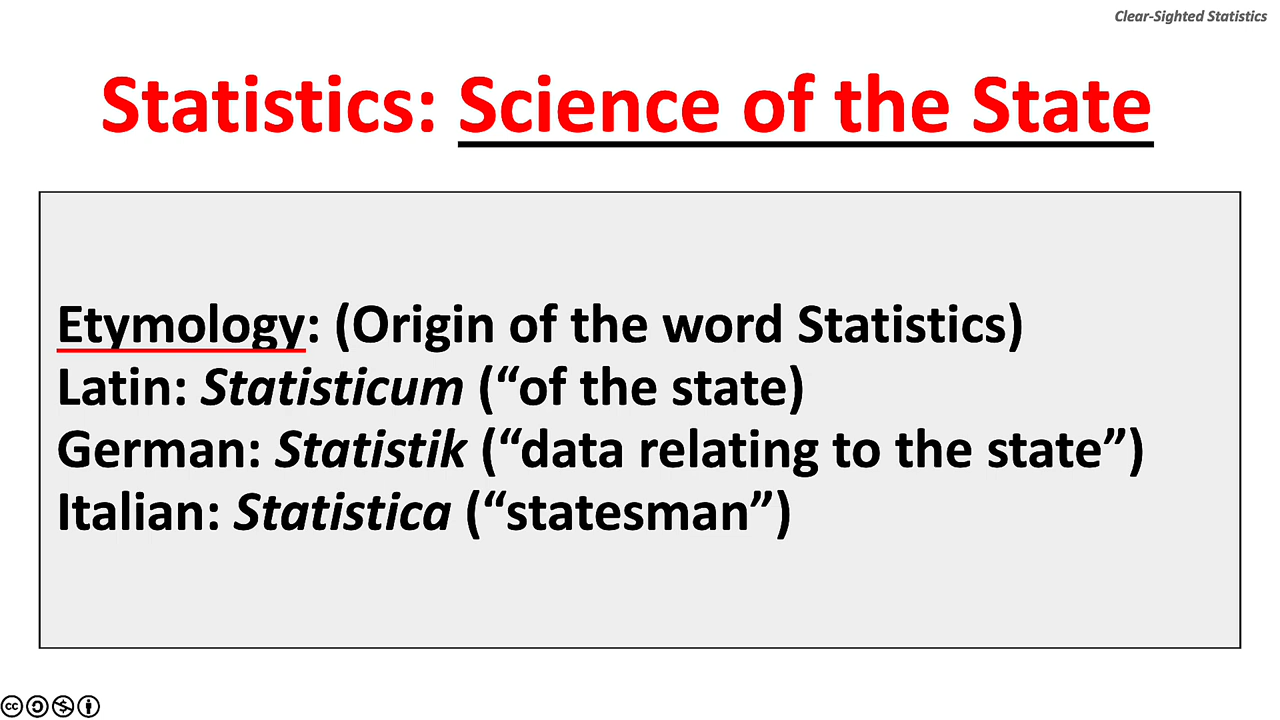 Clear-Sighted Statistics
Statistics: Science of the State
Etymology: (Origin of the word Statistics)
Latin: Statisticum (“of the state)
German: Statistik (“data relating to the state”)
Italian: Statistica (“statesman”)